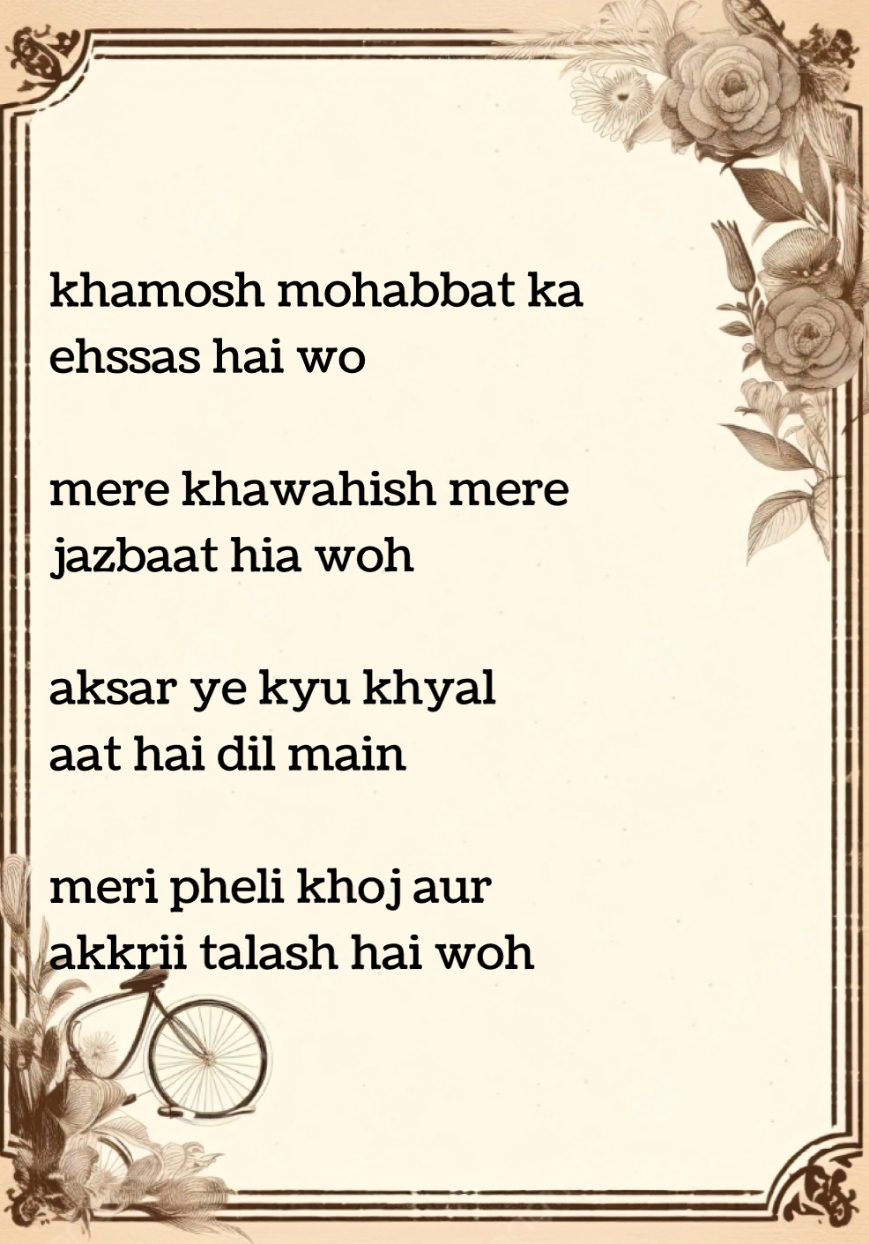 khamosh mohabbat ka
ehssas hai wo
mere khawahish mere
jazbaat hia woh
aksar ye kyu khyal
aat hai dil main
meri pheli khoj aur
akkrii talash hai woh